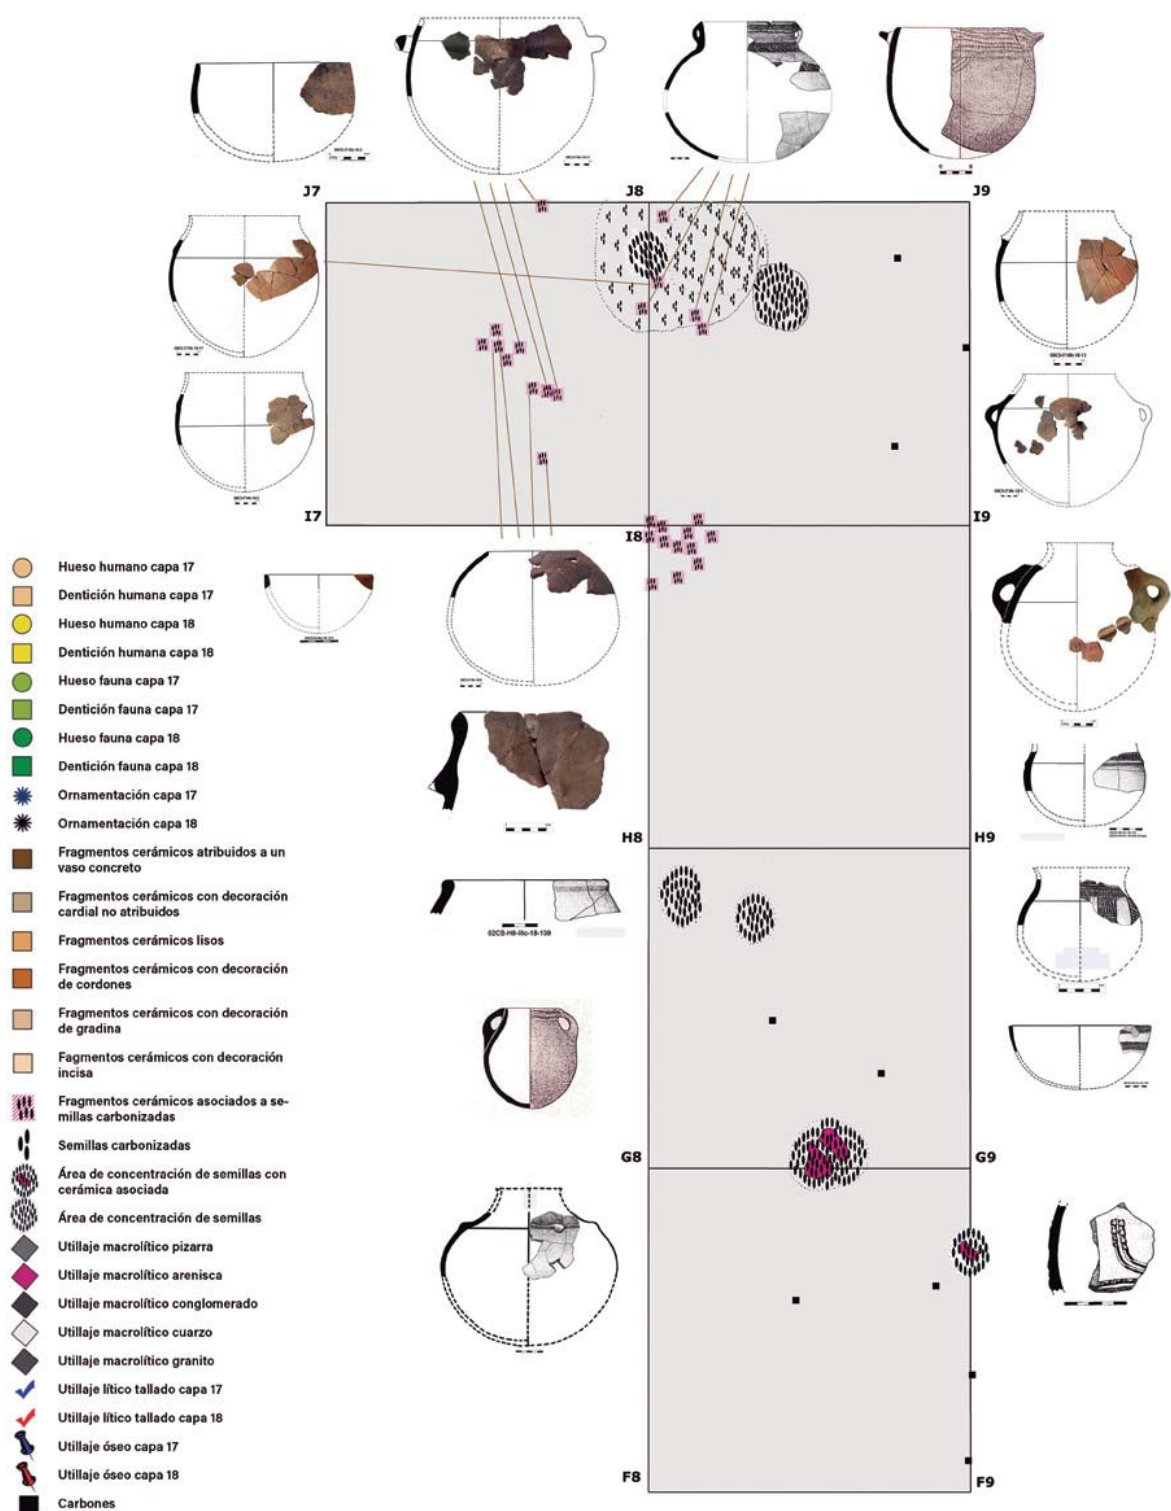 J7
J8
J9
I7
I8
I9
Hueso humano capa 17
Dentición humana capa 17
Hueso humano capa 18
Dentición humana capa 18
Hueso fauna capa 17
Dentición fauna capa 17
Hueso fauna capa 18
Dentición fauna capa 18
Ornamentación capa 17
Ornamentación capa 18
Fragmentos cerámicos atribuidos a un
vaso concreto
Fragmentos cerámicos con decoración
cardial no atribuidos
Fragmentos cerámicos lisos
Fragmentos cerámicos con decoración
de cordones
Fragmentos cerámicos con decoración
de gradina
Fagmentos cerámicos con decoración
incisa
Fragmentos cerámicos asociados a se-
millas carbonizadas
Semillas carbonizadas
Área de concentración de semillas con
cerámica asociada
Área de concentración de semillas
Utillaje macrolítico pizarra
Utillaje macrolítico arenisca
Utillaje macrolítico conglomerado
Utillaje macrolítico cuarzo
Utillaje macrolítico granito
Utillaje lítico tallado capa 17
Utillaje lítico tallado capa 18
Utillaje óseo capa 17
Utillaje óseo capa 18
Carbones
H8
H9
02CS-H8-IIIc-18-139
G8
G9
F8
F9